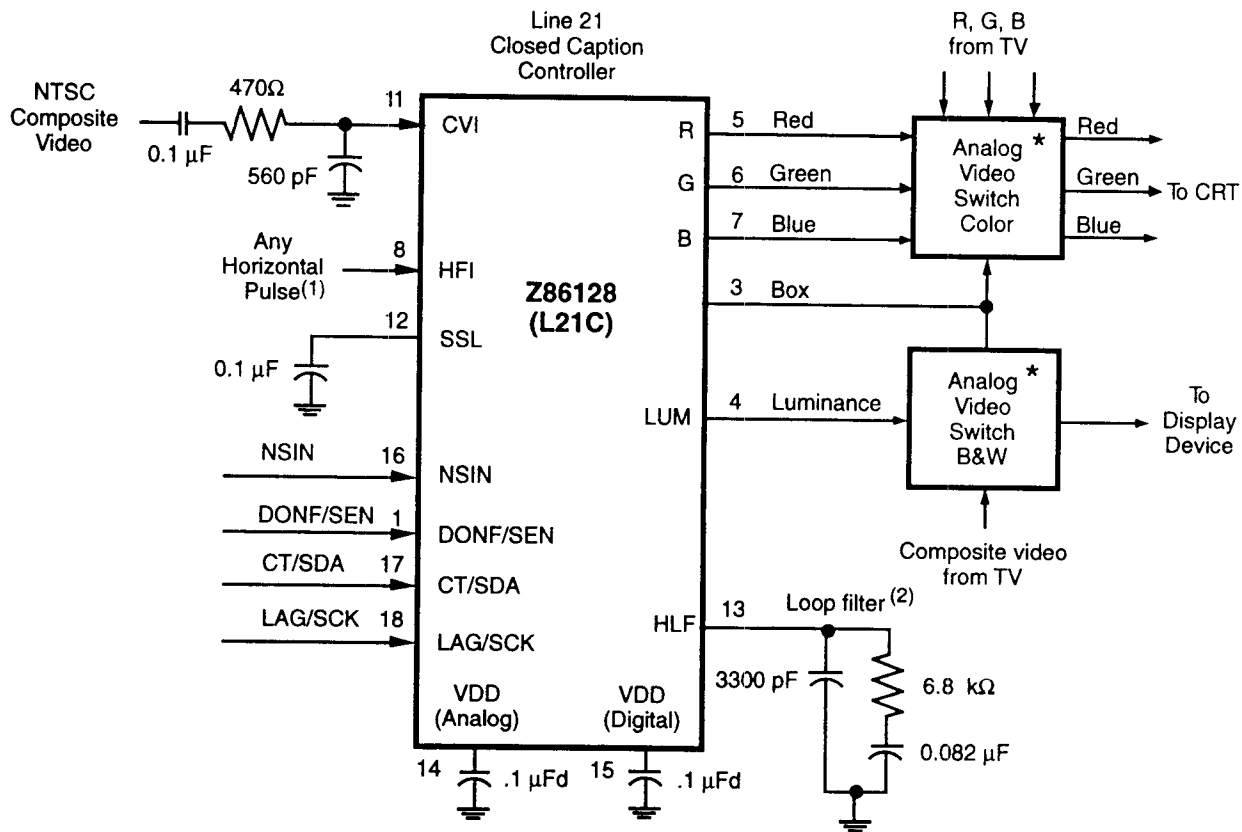 Line 21
Closed Caption
Controller
R, G, B
from TV
NTSC
Composite
Video
470Ω
0.1 µF
560 pF
11
CVI
R
5
Red
G
6
Green
B
7
Blue
Analog *
Video
Switch
Color
Red
Green
Blue
To CRT
Any
Horizontal
Pulse(1)
8
HFI
Z86128
(L21C)
3
Box
12
SSL
0.1 µF
LUM
4
Luminance
Analog *
Video
Switch
B&W
To
Display
Device
Composite video
from TV
NSIN
16
NSIN
DONF/SEN
1
DONF/SEN
CT/SDA
17
CT/SDA
LAG/SCK
18
LAG/SCK
HLF
13
Loop filter (2)
3300 pF
6.8 kΩ
0.082 µF
VDD
(Analog)
VDD
(Digital)
14
.1 µFd
15
.1 µFd